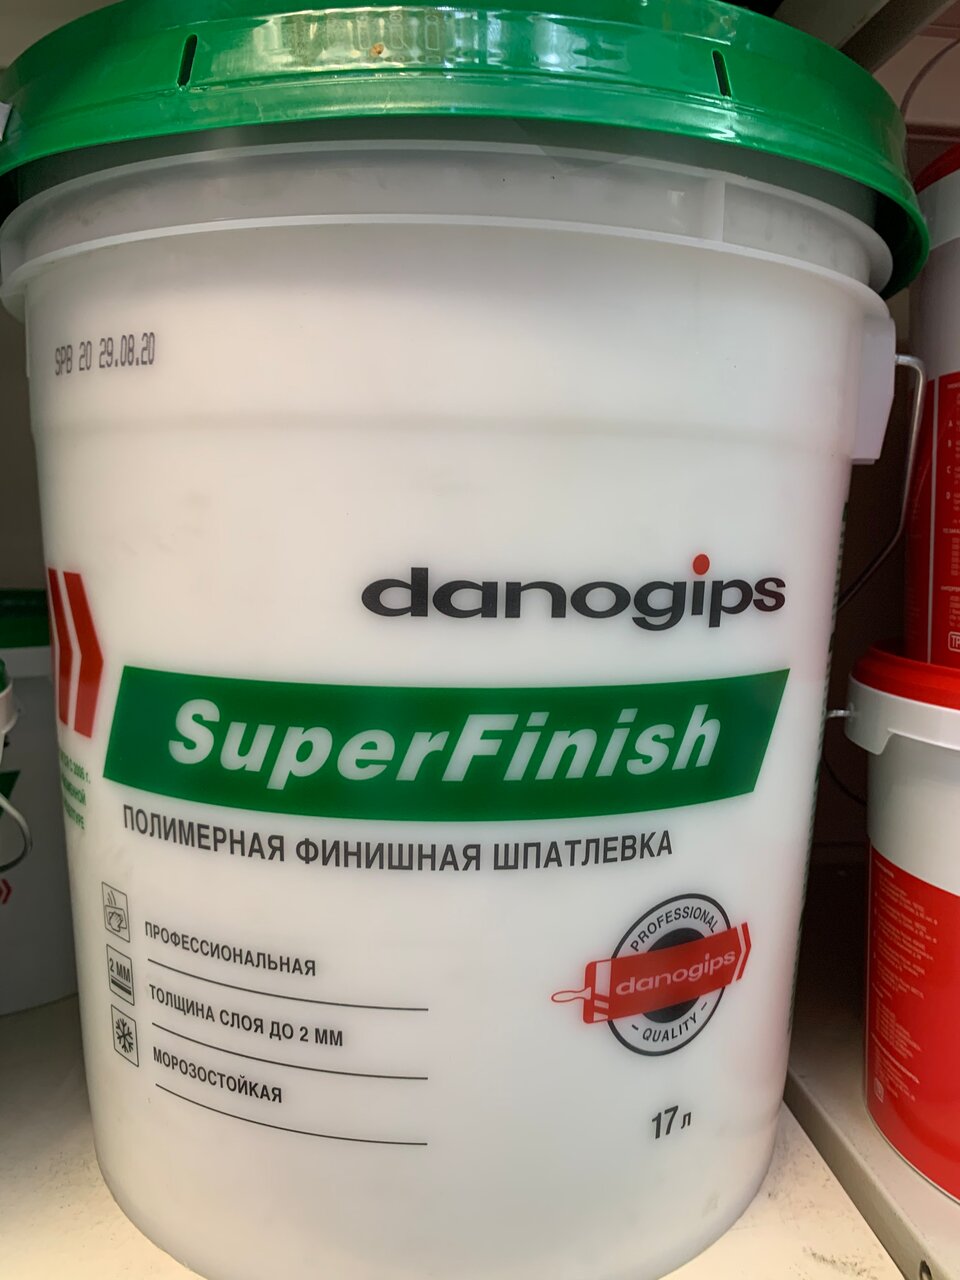 SPB 20 29.08.20
danogips
SuperFinish
ПОЛИМЕРНАЯ ФИНИШНАЯ ШПАТЛЕВКА
ПРОФЕССИОНАЛЬНАЯ
2 ММ
ТОЛЩИНА СЛОЯ ДО 2 ММ
МОРОЗОСТОЙКАЯ
PROFESSIONAL
danogips
– QUALITY –
17 л